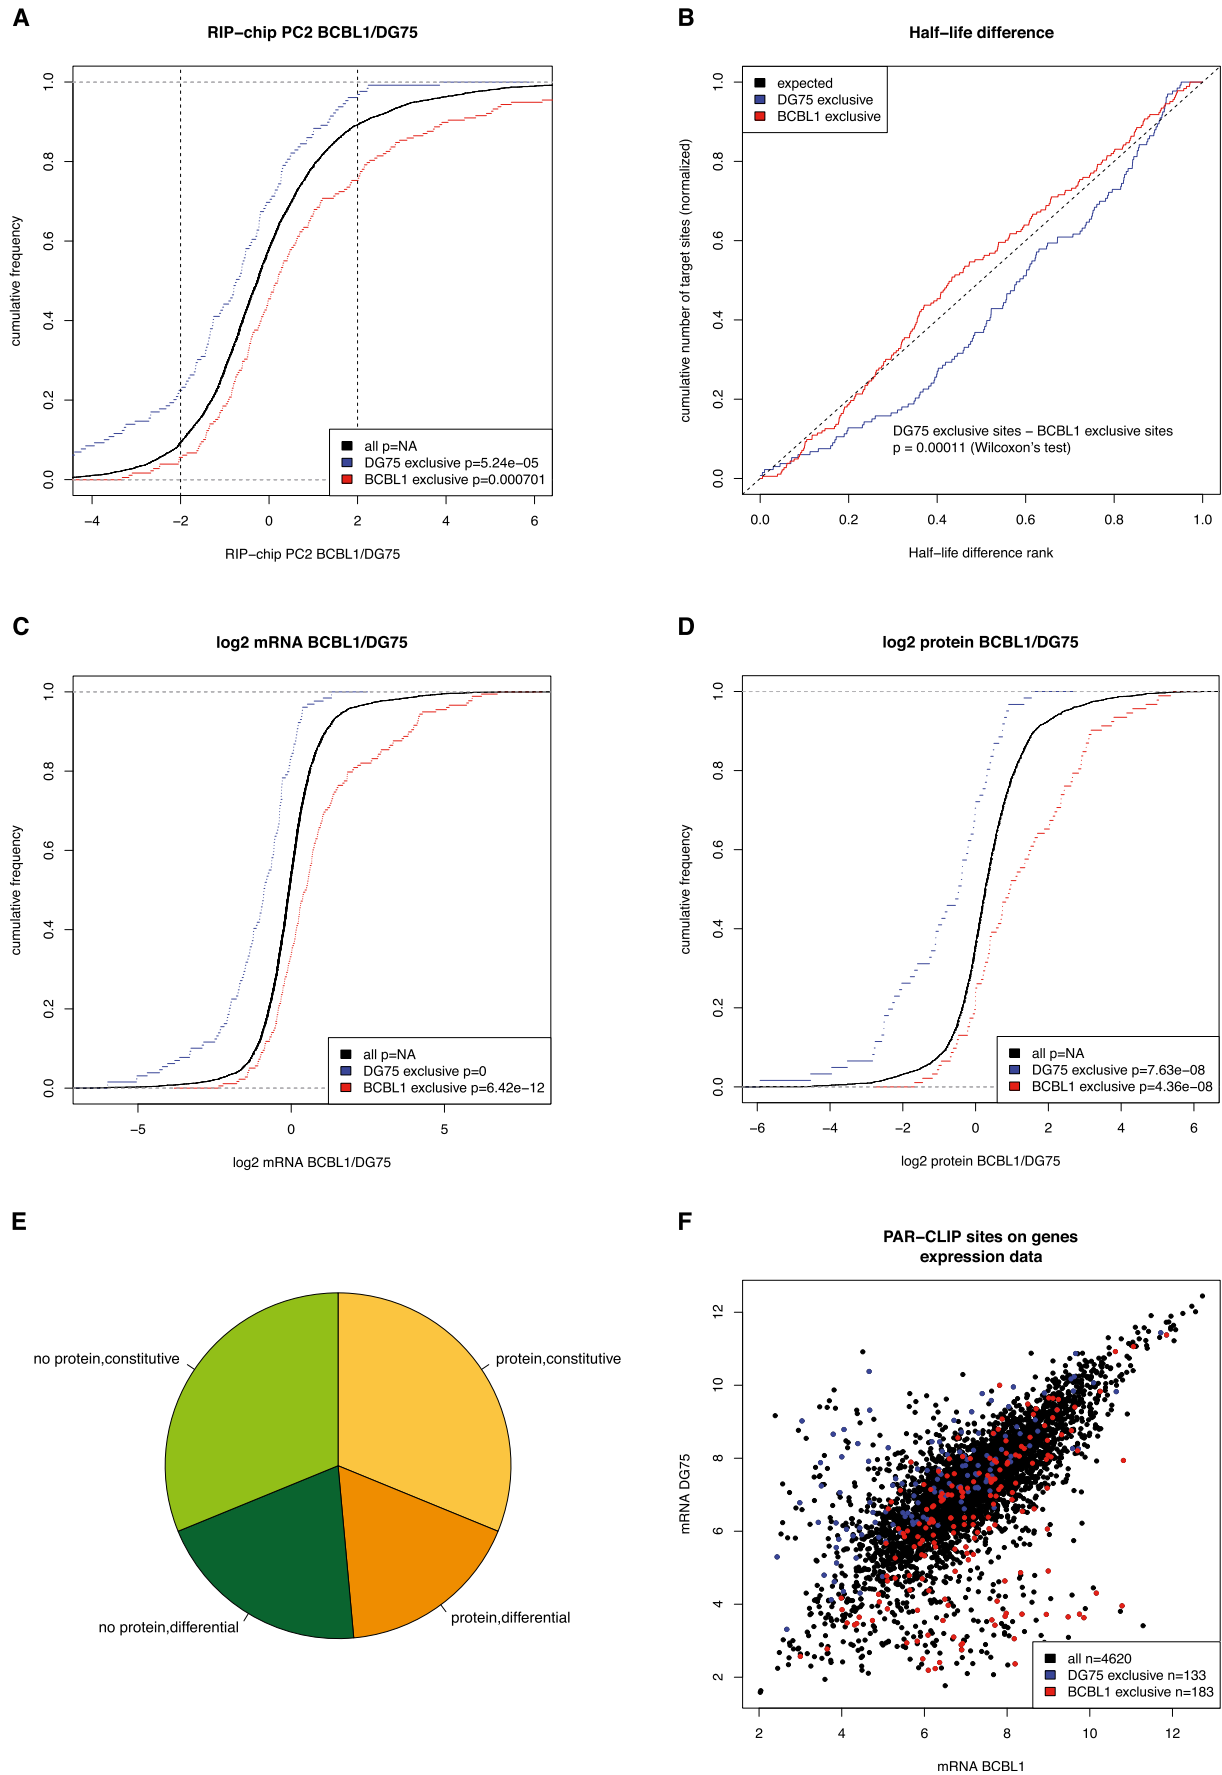 A
RIP−chip PC2 BCBL1/DG75
cumulative frequency
0.0 0.2 0.4 0.6 0.8 1.0
all p=NA
DG75 exclusive p=5.24e−05
BCBL1 exclusive p=0.000701
−4 −2 0 2 4 6
RIP−chip PC2 BCBL1/DG75
B
Half−life difference
cumulative number of target sites (normalized)
0.0 0.2 0.4 0.6 0.8 1.0
expected
DG75 exclusive
BCBL1 exclusive
DG75 exclusive sites − BCBL1 exclusive sites
p = 0.00011 (Wilcoxon's test)
0.0 0.2 0.4 0.6 0.8 1.0
Half−life difference rank
C
log2 mRNA BCBL1/DG75
cumulative frequency
0.0 0.2 0.4 0.6 0.8 1.0
all p=NA
DG75 exclusive p=0
BCBL1 exclusive p=6.42e−12
−5 0 5
log2 mRNA BCBL1/DG75
D
log2 protein BCBL1/DG75
cumulative frequency
0.0 0.2 0.4 0.6 0.8 1.0
all p=NA
DG75 exclusive p=7.63e−08
BCBL1 exclusive p=4.36e−08
−6 −4 −2 0 2 4 6
log2 protein BCBL1/DG75
E
no protein,constitutive
protein,constitutive
no protein,differential
protein,differential
F
PAR−CLIP sites on genes
expression data
mRNA DG75
2 4 6 8 10 12
all n=4620
DG75 exclusive n=133
BCBL1 exclusive n=183
2 4 6 8 10 12
mRNA BCBL1